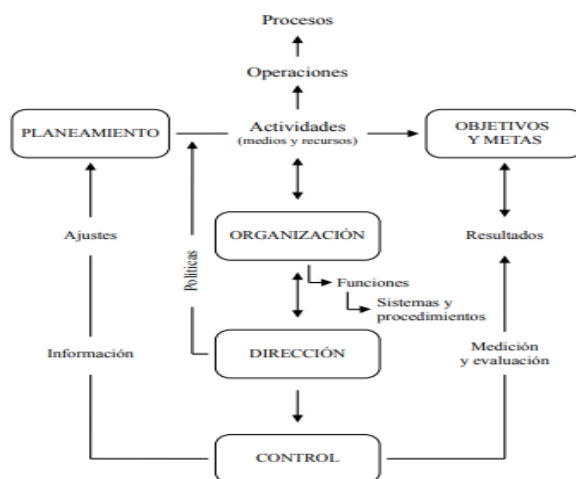 Procesos
Operaciones
PLANEAMIENTO
Actividades
(medios y recursos)
OBJETIVOS
Y METAS
Ajustes
Políticas
ORGANIZACIÓN
Resultados
Funciones
Sistemas y
procedimientos
Información
DIRECCIÓN
Medición
y evaluación
CONTROL